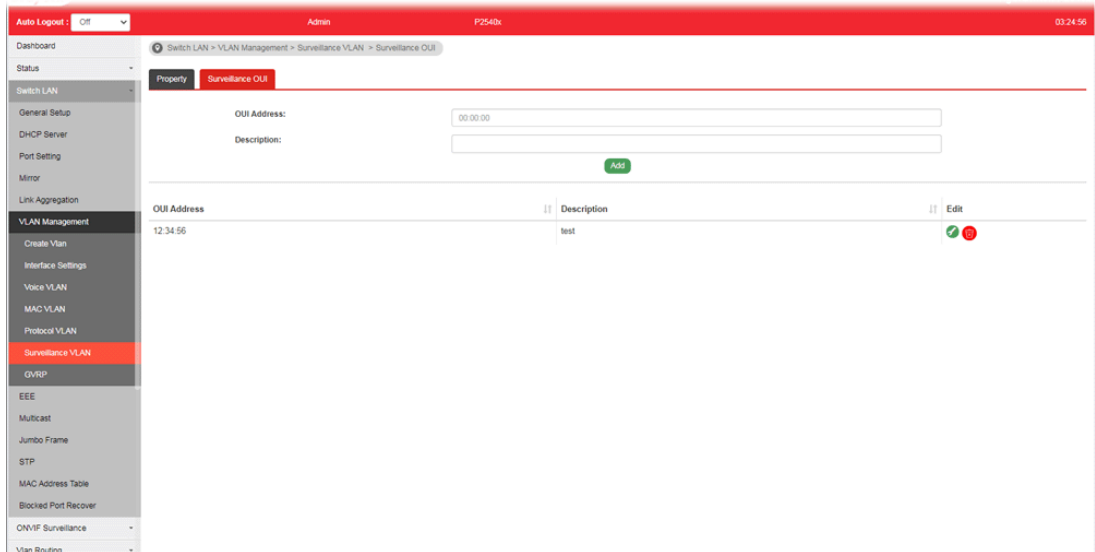 Auto Logout : Off Admin P2540x 03:24:56
Dashboard
Status
Switch LAN
General Setup
DHCP Server
Port Setting
Mirror
Link Aggregation
VLAN Management
Create Vlan
Interface Settings
Voice VLAN
MAC VLAN
Protocol VLAN
Surveillance VLAN
GVRP
EEE
Multicast
Jumbo Frame
STP
MAC Address Table
Blocked Port Recover
ONVIF Surveillance
Vlan Routing
Switch LAN > VLAN Management > Surveillance VLAN > Surveillance OUI
Property Surveillance OUI
OUI Address: 00:00:00
Description:
Add
OUI Address Description Edit
12:34:56 test